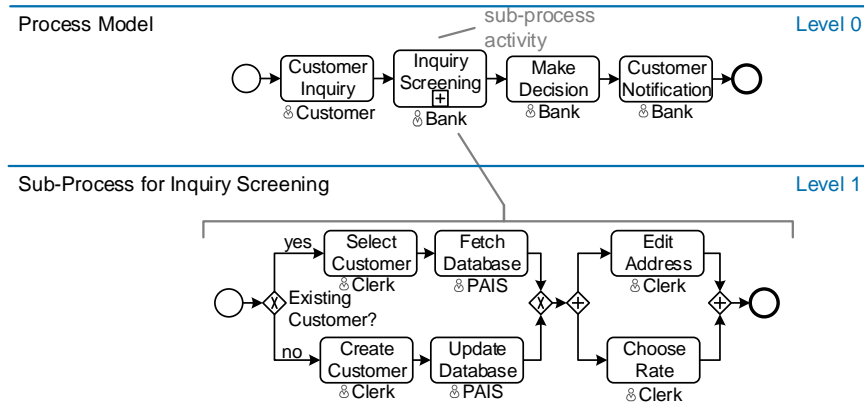 Process Model
sub-process
activity
Level 0
Customer
Inquiry
Customer
Inquiry
Screening
Bank
Make
Decision
Bank
Customer
Notification
Bank
Sub-Process for Inquiry Screening
Level 1
Existing
Customer?
yes
Select
Customer
Clerk
Fetch
Database
PAIS
no
Create
Customer
Clerk
Update
Database
PAIS
Edit
Address
Clerk
Choose
Rate
Clerk